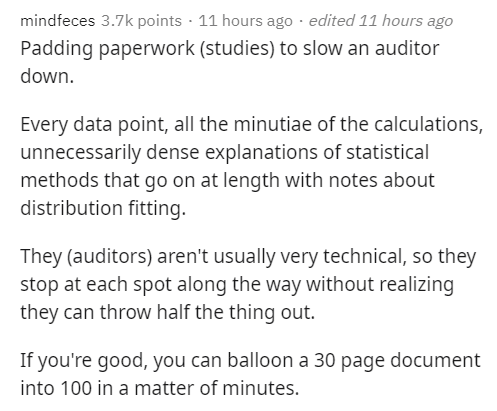 mindfeces 3.7k points · 11 hours ago · edited 11 hours ago
Padding paperwork (studies) to slow an auditor
down.
Every data point, all the minutiae of the calculations,
unnecessarily dense explanations of statistical
methods that go on at length with notes about
distribution fitting.
They (auditors) aren't usually very technical, so they
stop at each spot along the way without realizing
they can throw half the thing out.
If you're good, you can balloon a 30 page document
into 100 in a matter of minutes.